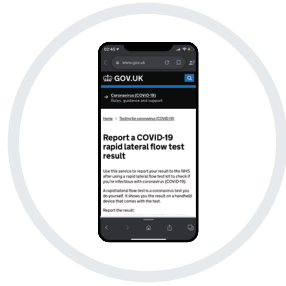 www.gov.uk
GOV.UK
Coronavirus (COVID-19)
Rules, guidance and support
Home > Testing for coronavirus (COVID-19)
Report a COVID-19
rapid lateral flow test
result
Use this service to report your result to the NHS
after using a rapid lateral flow test kit to check if
you're infectious with coronavirus (COVID-19).
A rapid lateral flow test is a coronavirus test you
do yourself. It shows you the result on a handheld
device that comes with the test.
Report the result: